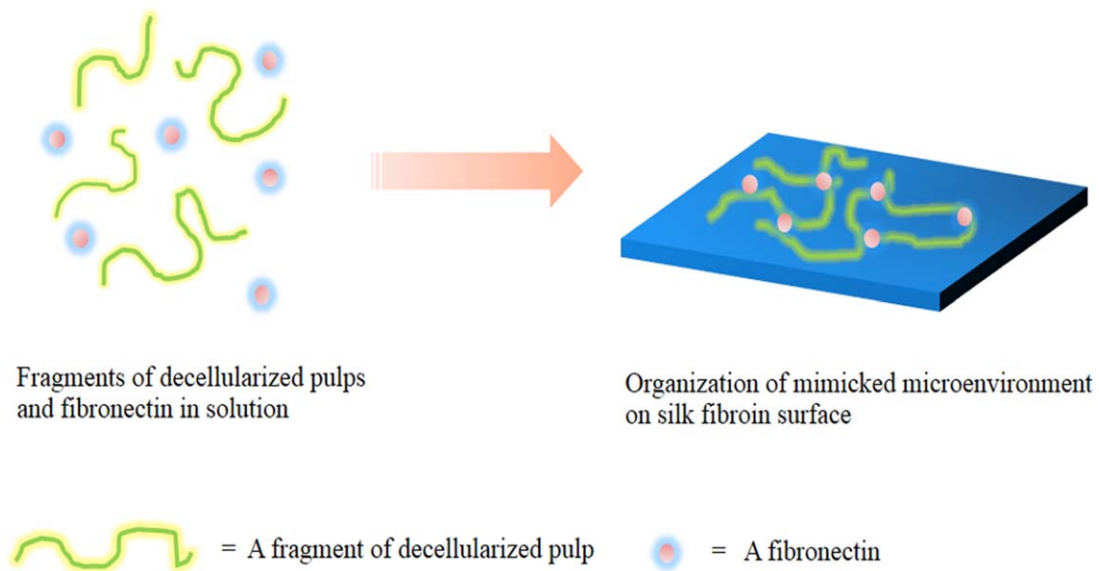 Fragments of decellularized pulps
and fibronectin in solution
Organization of mimicked microenvironment
on silk fibroin surface
= A fragment of decellularized pulp
= A fibronectin